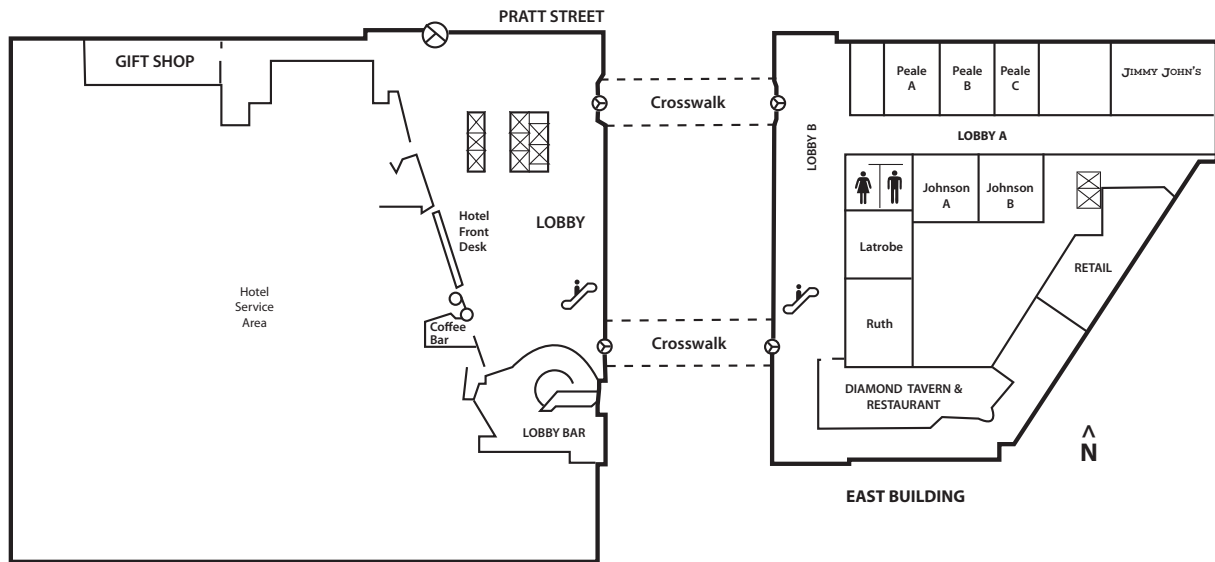 PRATT STREET
GIFT SHOP
Crosswalk
LOBBY B
Peale
A
Peale
B
Peale
C
JIMMY JOHN'S
LOBBY A
Hotel
Front
Desk
LOBBY
Johnson
A
Johnson
B
Latrobe
RETAIL
Hotel
Service
Area
Coffee
Bar
Crosswalk
Ruth
DIAMOND TAVERN &
RESTAURANT
LOBBY BAR
N
EAST BUILDING